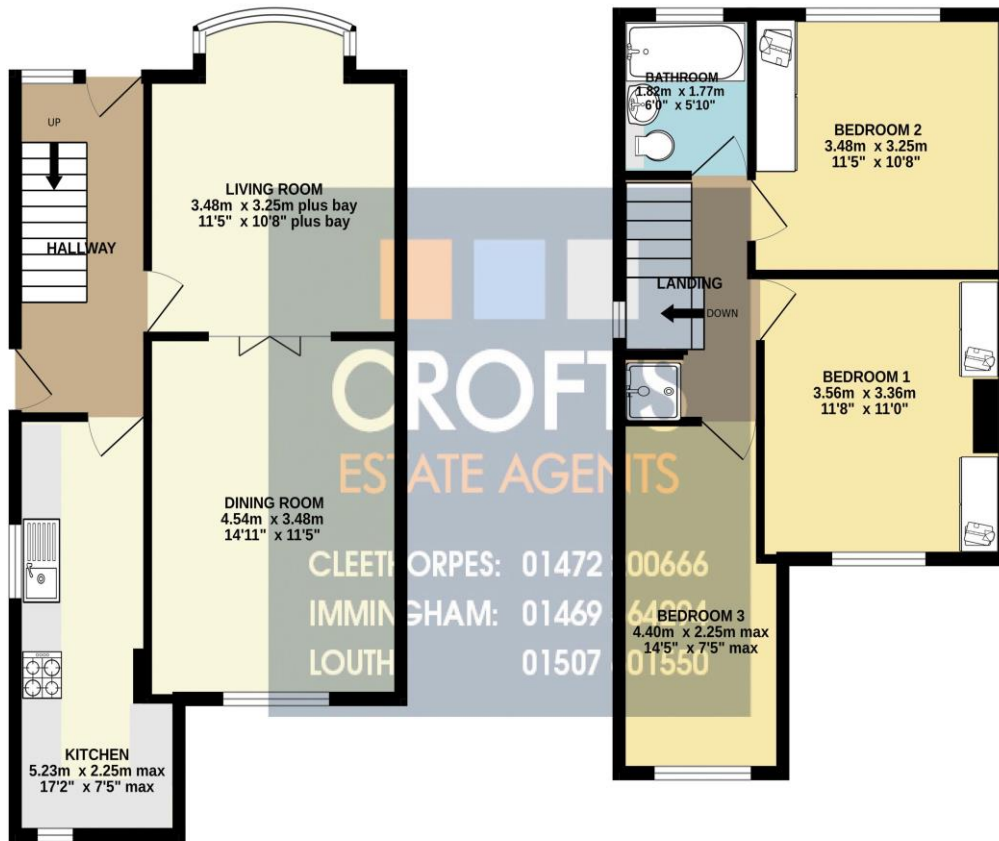 UP
HALLWAY
LIVING ROOM
3.48m x 3.25m plus bay
11'5" x 10'8" plus bay
DINING ROOM
4.54m x 3.48m
14'11" x 11'5"
KITCHEN
5.23m x 2.25m max
17'2" x 7'5" max
BATHROOM
1.82m x 1.77m
6'0" x 5'10"
BEDROOM 2
3.48m x 3.25m
11'5" x 10'8"
LANDING
DOWN
BEDROOM 1
3.56m x 3.36m
11'8" x 11'0"
BEDROOM 3
4.40m x 2.25m max
14'5" x 7'5" max
CROFTS
ESTATE AGENTS
CLEETHORPES: 01472
IMMINGHAM: 01469
LOUTH 01507